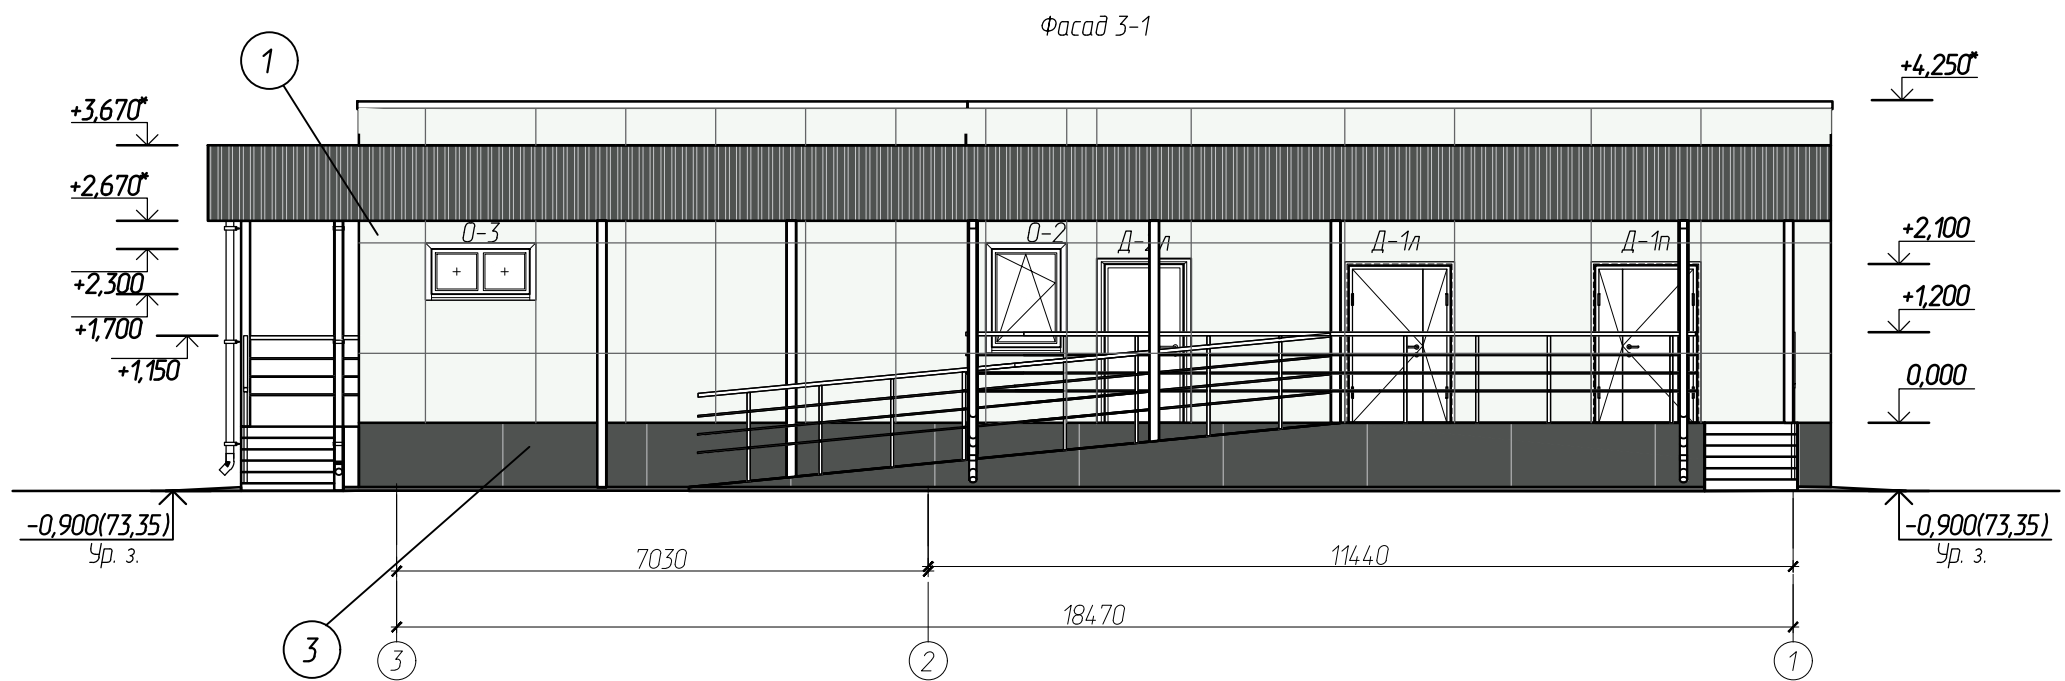 Фасад 3-1
1
+4,250*
+3,670*
+2,670*
О-3
О-2
Д-1л
Д-1п
+2,100
+2,300
+1,200
+1,700
+1,150
0,000
-0,900(73,35)
Ур. з.
-0,900(73,35)
Ур. з.
7030
11440
18470
3
3
2
1